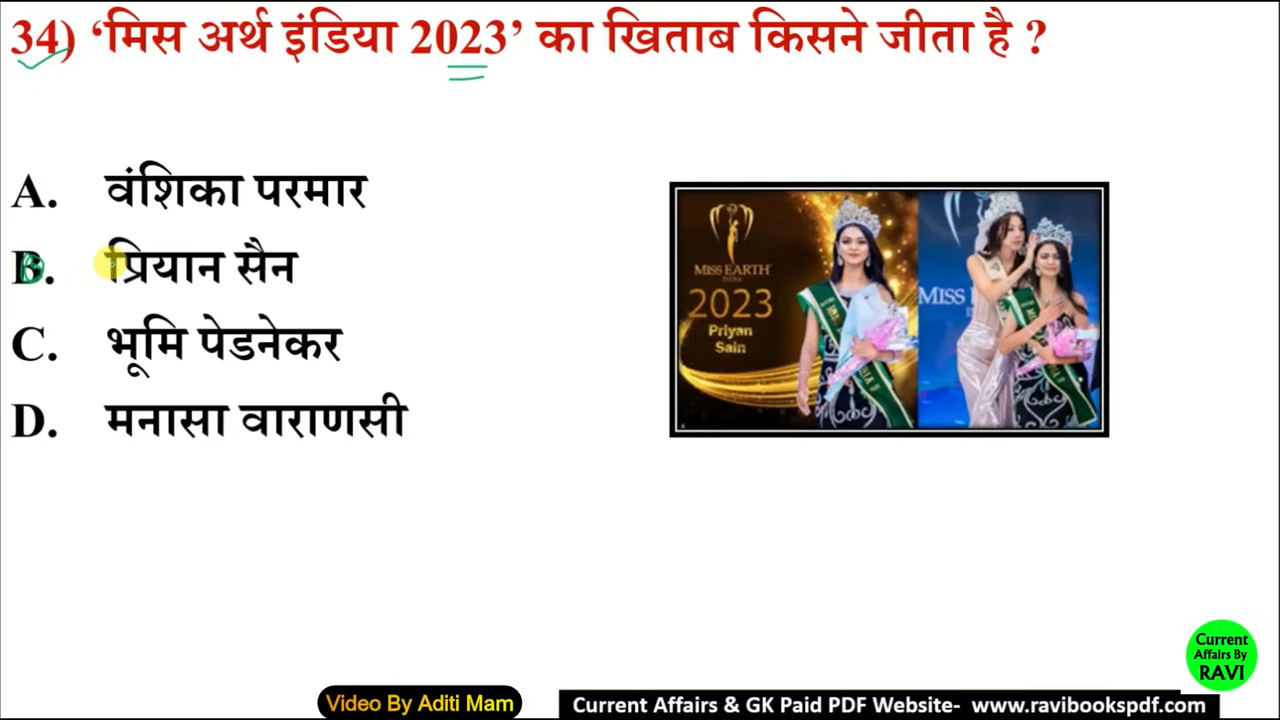 34) ‘मिस अर्थ इंडिया 2023’ का खिताब किसने जीता है ?
A. वंशिका परमार
B. प्रियान सैन
C. भूमि पेडनेकर
D. मनासा वाराणसी
MISS EARTH
INDIA
2023
Priyan
Sain
MISS
Current
Affairs By
RAVI
Video By Aditi Mam
Current Affairs & GK Paid PDF Website- www.ravibookspdf.com